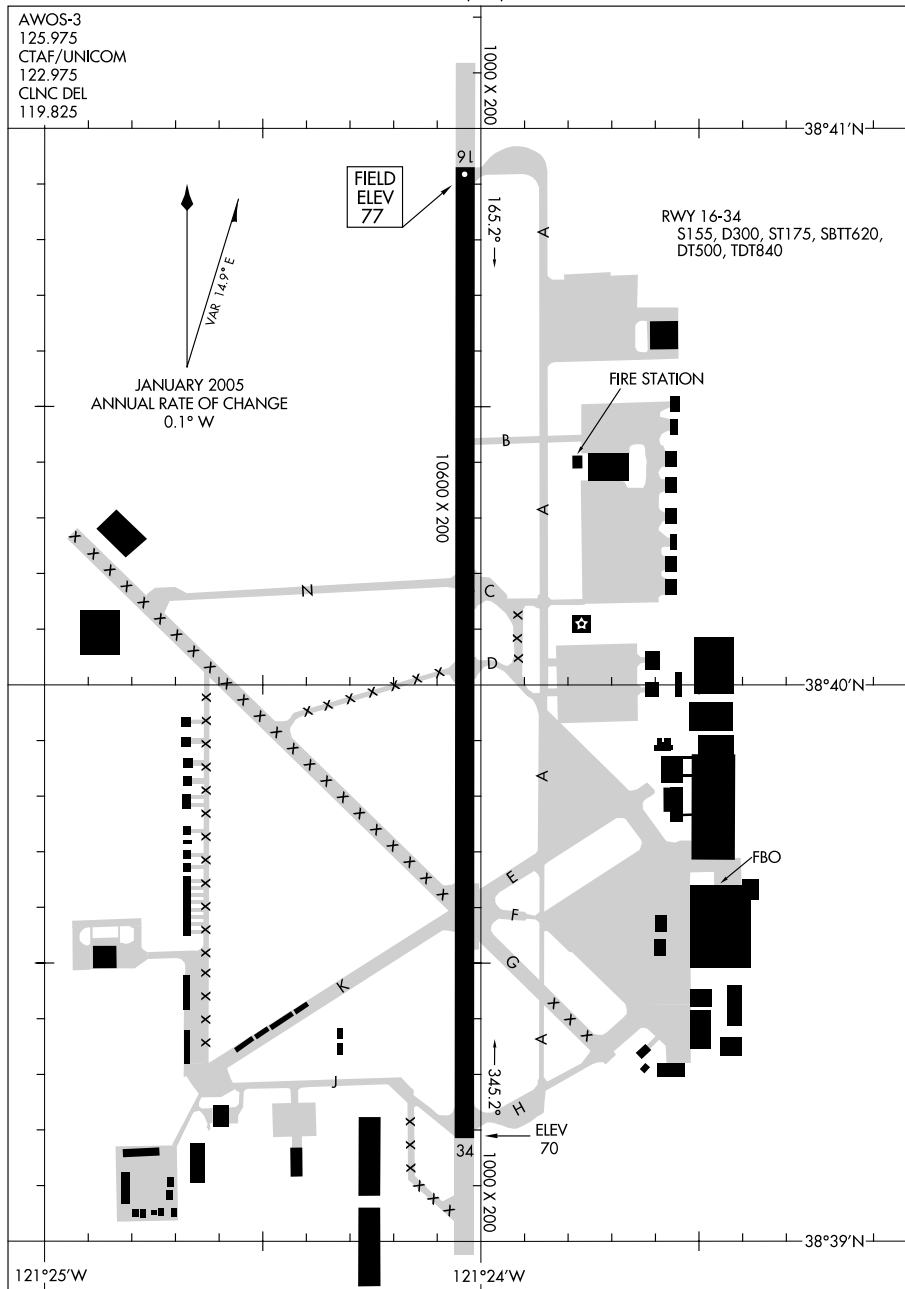 AWOS-3
125.975
CTAF/UNICOM
122.975
CLNC DEL
119.825
1000 X 200
38°41'N
16
FIELD
ELEV
77
165.2°
A
RWY 16-34
S155, D300, ST175, SBTT620,
DT500, TDT840
VAR 14.9° E
JANUARY 2005
ANNUAL RATE OF CHANGE
0.1° W
FIRE STATION
B
10600 X 200
A
N
C
D
38°40'N
A
E
FBO
F
G
K
A
J
345.2°
H
ELEV
70
34
1000 X 200
38°39'N
121°25'W
121°24'W